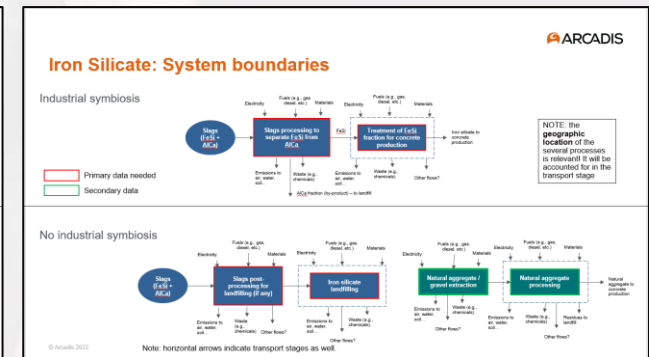 ARCADIS
Iron Silicate: System boundaries
Industrial symbiosis
Electricity
Fuels (e.g., gas,
diesel, etc.)
Materials
Electricity
Fuels (e.g., gas,
diesel, etc.)
Materials
Slags
(FeSi +
AlCa)
Slags processing to
separate FeSi from
AlCa
FeSi
Treatment of FeSi
fraction for concrete
production
Iron silicate to
concrete
production
NOTE: the
geographic
location of the
several processes
is relevant! It will be
accounted for in the
transport stage
Primary data needed
Secondary data
Emissions to
air, water,
soil...
Waste (e.g.,
chemicals)
Emissions to
air, water,
soil...
Waste (e.g.,
chemicals)
Other flows?
AlCa fraction (by-product) – to landfill
No industrial symbiosis
Electricity
Fuels (e.g., gas,
diesel, etc.)
Materials
Electricity
Fuels (e.g., gas,
diesel, etc.)
Materials
Electricity
Fuels (e.g., gas,
diesel, etc.)
Materials
Electricity
Fuels (e.g., gas,
diesel, etc.)
Materials
Slags
(FeSi +
AlCa)
Slags post-
processing for
landfilling (if any)
Iron silicate
landfilling
Natural aggregate /
gravel extraction
Natural aggregate
processing
Natural
aggregate to
concrete
production
Emissions to
air, water,
soil...
Waste
(e.g.,
chemicals)
Other flows?
Emissions to
air, water,
soil...
Waste (e.g.,
chemicals)
Other flows?
Emissions to
air, water,
soil...
Waste (e.g.,
chemicals)
Other flows?
Emissions to
air, water,
soil...
Waste
(e.g.,
chemicals)
Residues to
landfill
Other flows?
© Arcadis 2022
Note: horizontal arrows indicate transport stages as well.